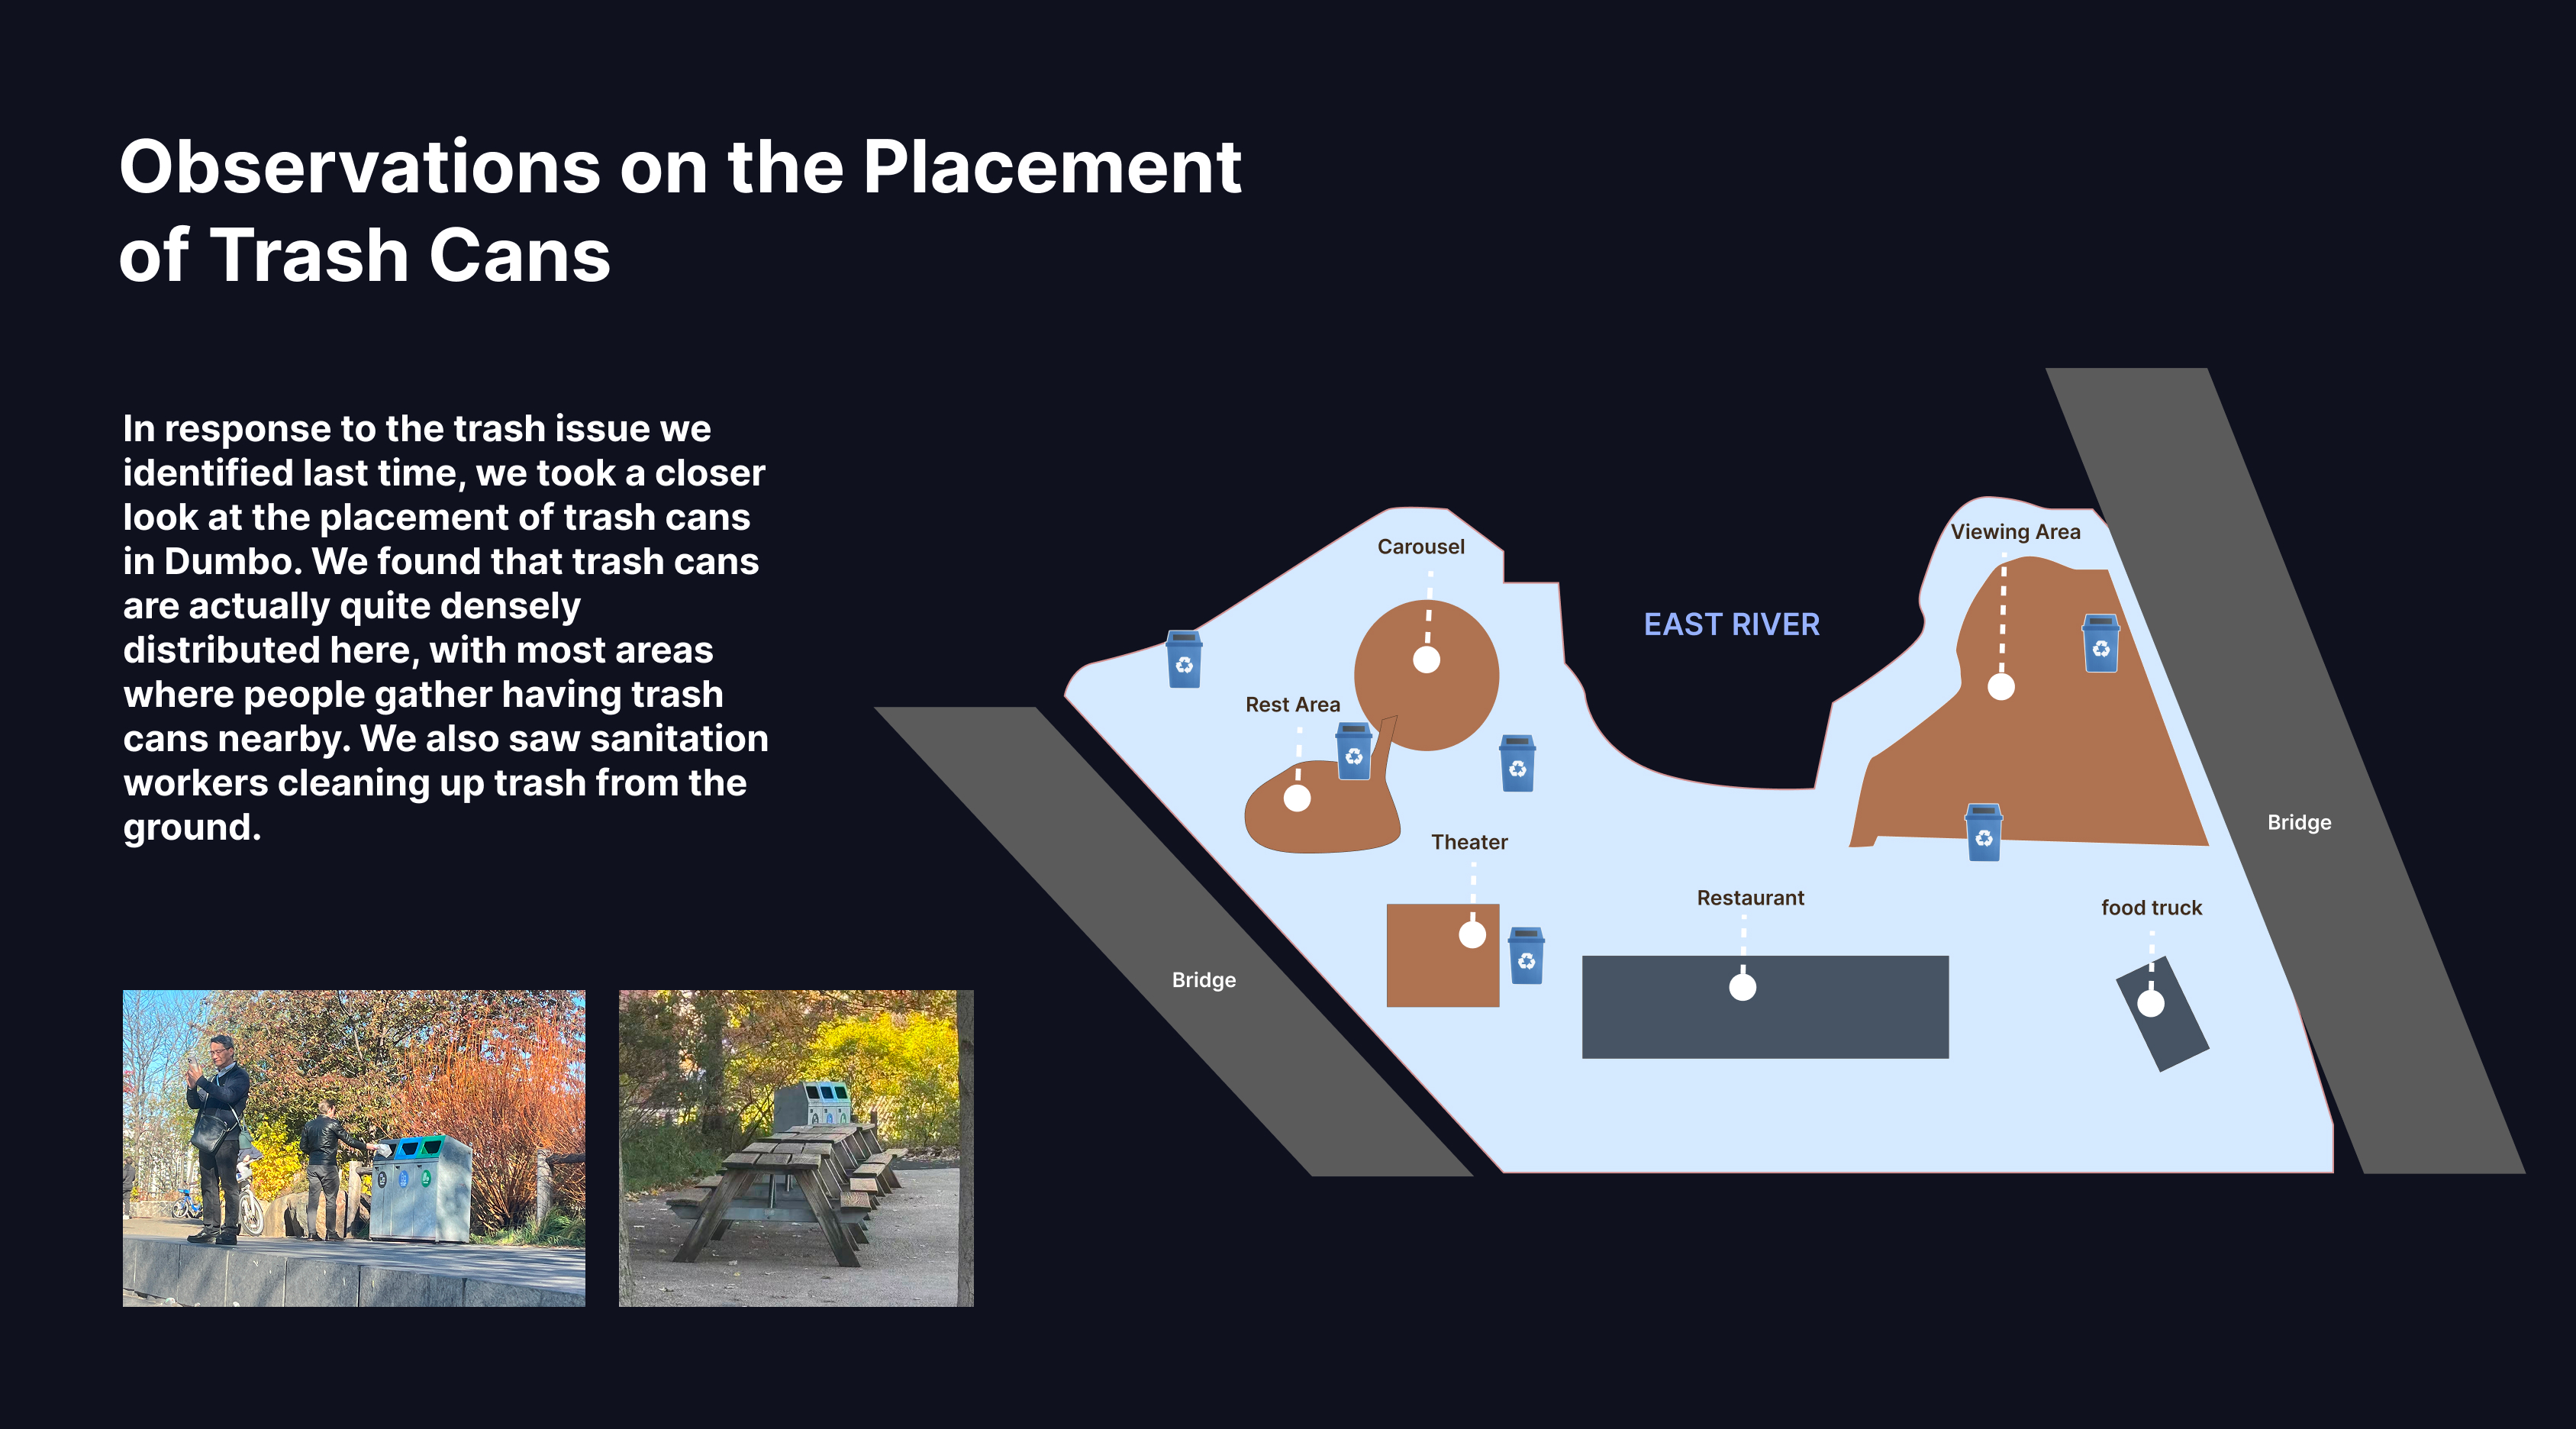 Observations on the Placement
of Trash Cans
In response to the trash issue we
identified last time, we took a closer
look at the placement of trash cans
in Dumbo. We found that trash cans
are actually quite densely
distributed here, with most areas
where people gather having trash
cans nearby. We also saw sanitation
workers cleaning up trash from the
ground.
Carousel
Viewing Area
EAST RIVER
Rest Area
Bridge
Theater
Restaurant
food truck
Bridge